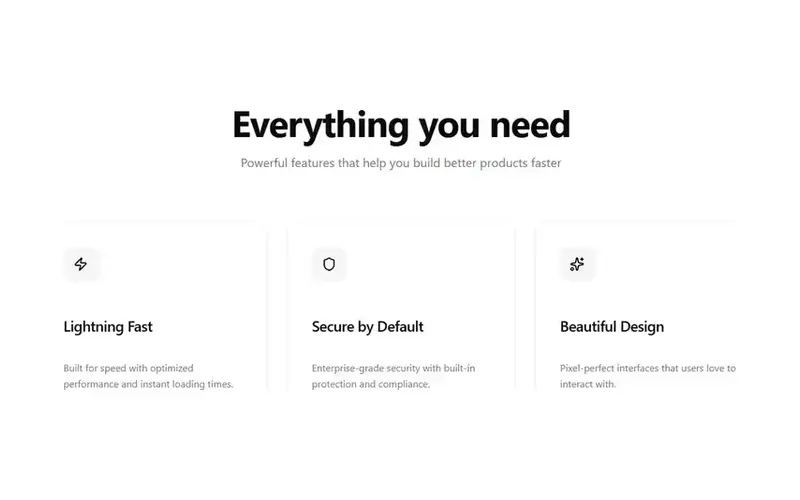 Everything you need
Powerful features that help you build better products faster
Lightning Fast
Built for speed with optimized
performance and instant loading times.
Secure by Default
Enterprise-grade security with built-in
protection and compliance.
Beautiful Design
Pixel-perfect interfaces that users love to
interact with.